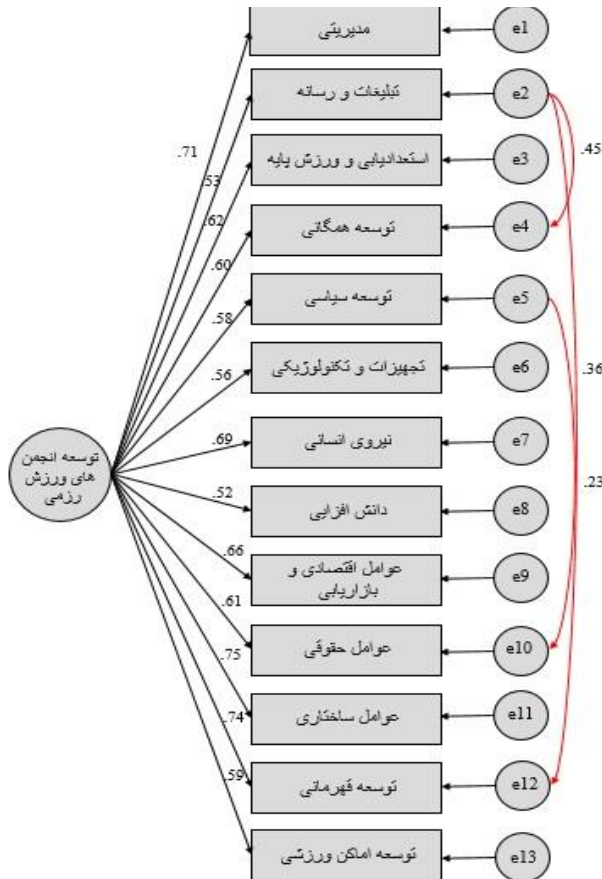 مدیریتی
e1
تبلیغات و رسانه
e2
.45
.71
استعدادیابی و ورزش پایه
e3
.53
.62
توسعه همگانی
e4
.60
توسعه سیاسی
e5
.58
تجهیزات و تکنولوژیکی
e6
.36
.56
توسعه انجمن
های ورزش
رزمی
.69
نیروی انسانی
e7
.23
.52
دانش افزایی
e8
.66
عوامل اقتصادی و
بازاریابی
e9
.61
عوامل حقوقی
e10
.75
عوامل ساختاری
e11
.74
توسعه قهرمانی
e12
.59
توسعه اماکن ورزشی
e13